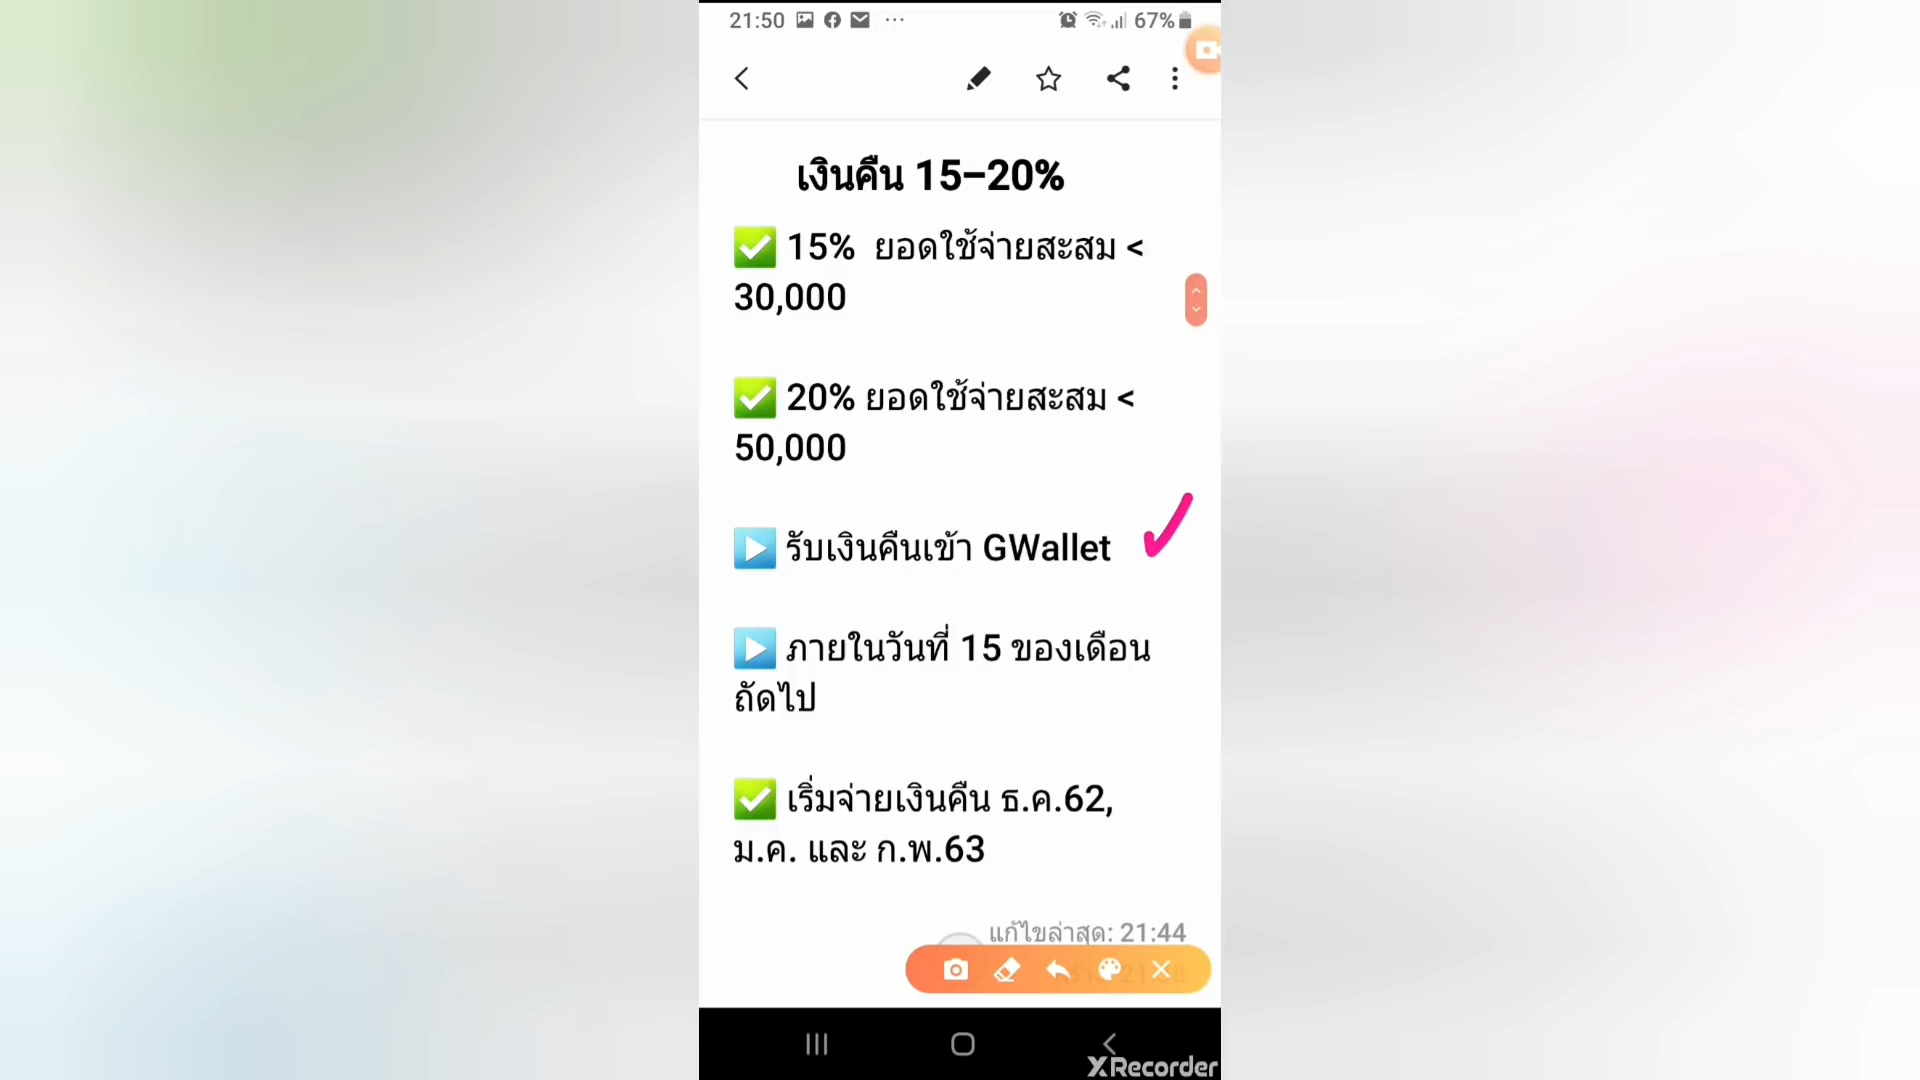 21:50
67%
เงินคืน 15–20%
15% ยอดใช้จ่ายสะสม <
30,000
20% ยอดใช้จ่ายสะสม <
50,000
รับเงินคืนเข้า GWallet
ภายในวันที่ 15 ของเดือน
ถัดไป
เริ่มจ่ายเงินคืน ธ.ค.62,
ม.ค. และ ก.พ.63
แก้ไขล่าสุด: 21:44
XRecorder